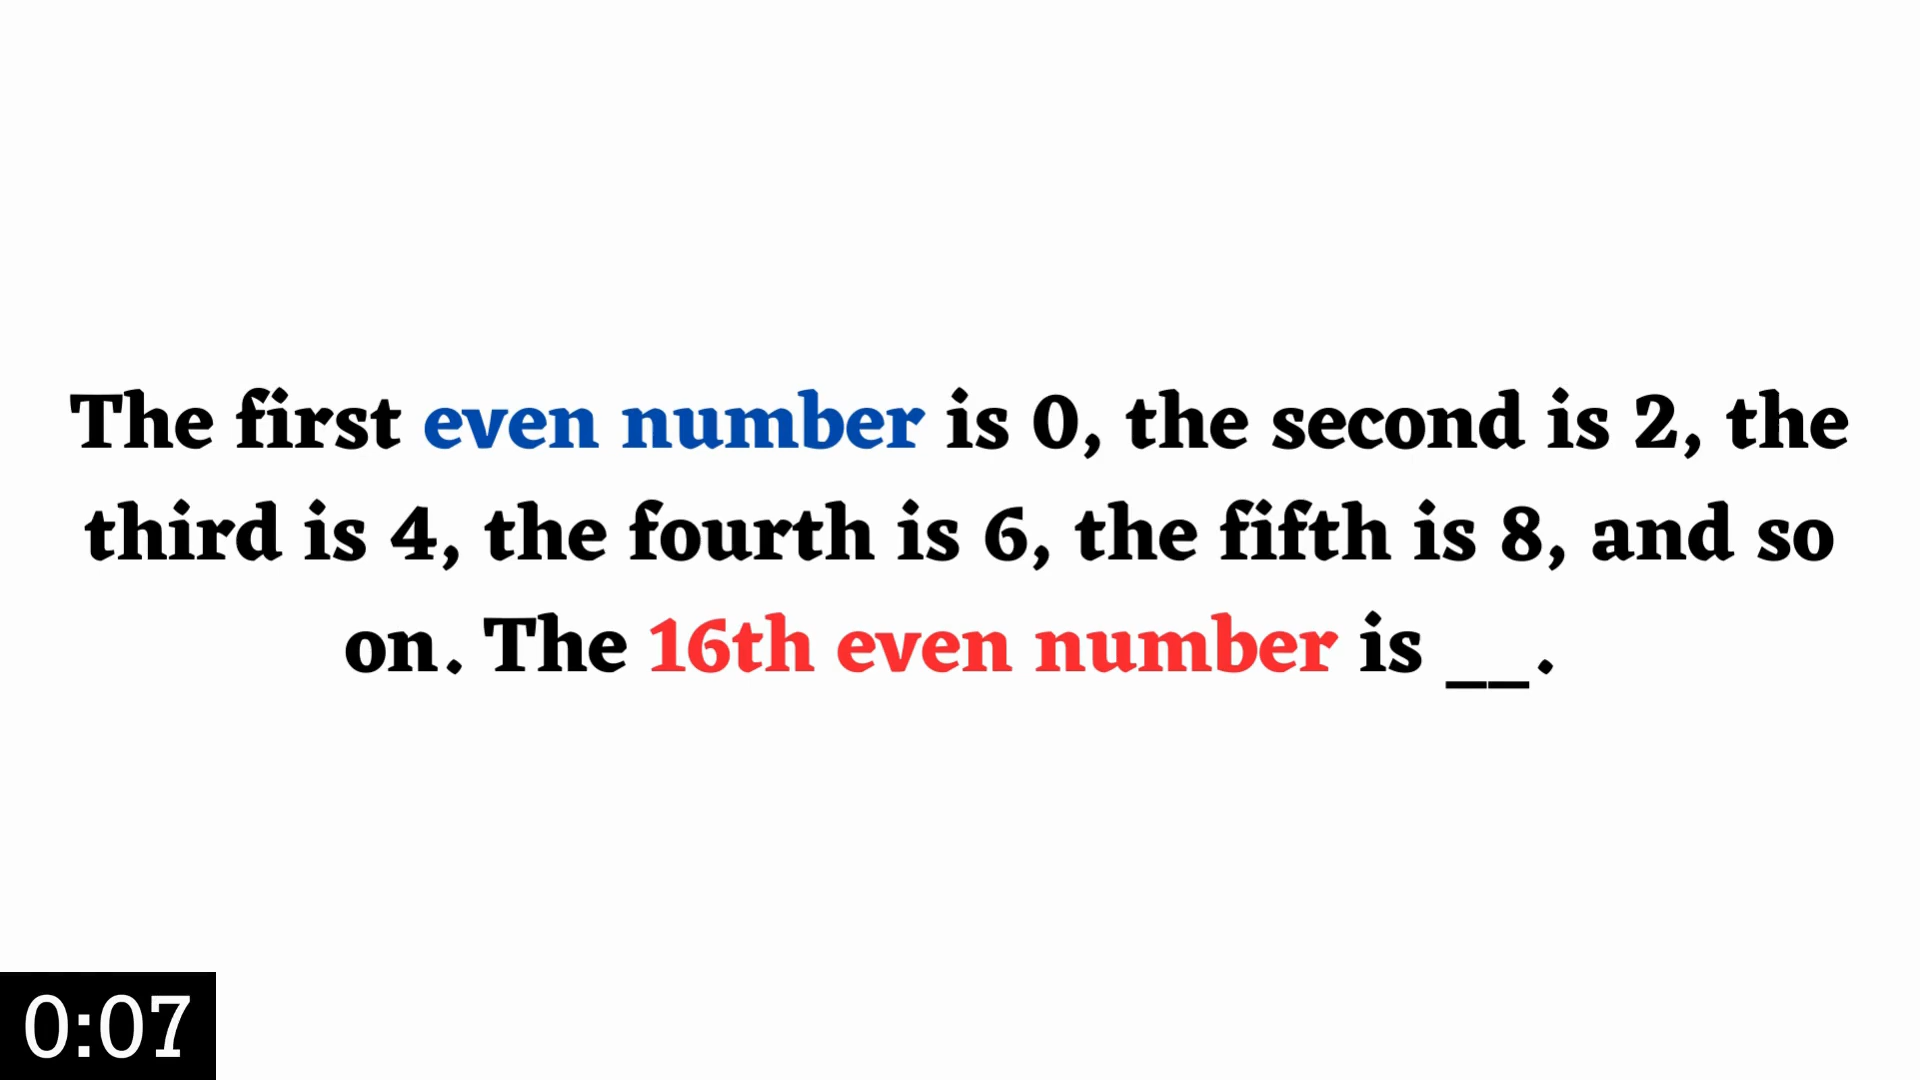 The first even number is 0, the second is 2, the
third is 4, the fourth is 6, the fifth is 8, and so
on. The 16th even number is __.
0:07